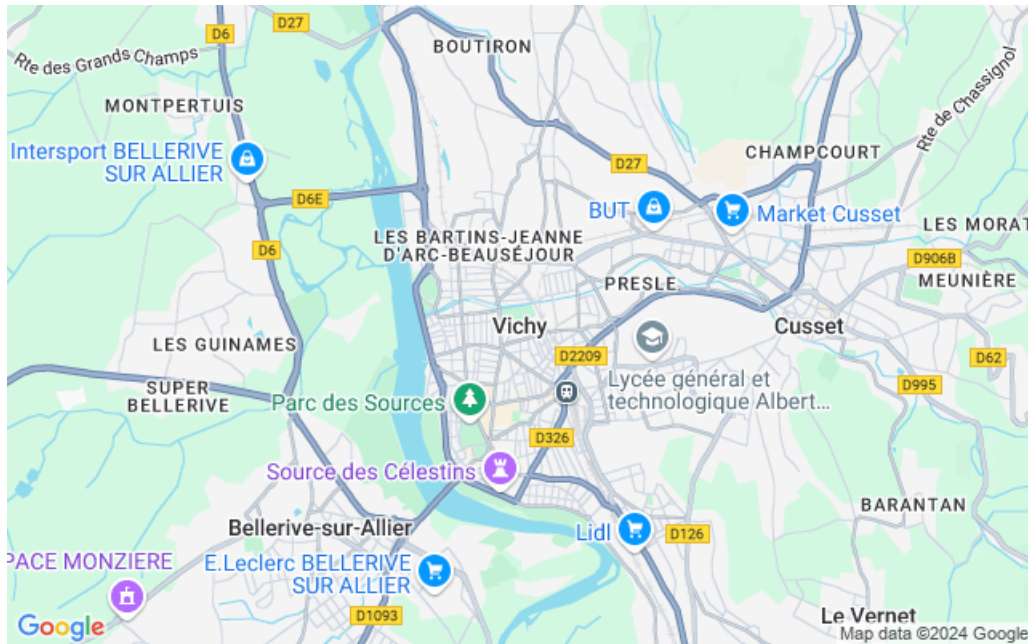 D27
D6
BOUTIRON
Rte des Grands Champs
MONTPERTUIS
Rte de Chassignol
Intersport BELLERIVE
SUR ALLIER
D27
CHAMPCOURT
D6E
BUT
Market Cusset
LES MORAT
D6
LES BARTINS-JEANNE
D'ARC-BEAUSÉJOUR
D906B
MEUNIÈRE
PRESLE
Vichy
Cusset
LES GUINAMES
D2209
D62
SUPER
BELLERIVE
Parc des Sources
Lycée général et
technologique Albert...
D995
D326
Source des Célestins
BARANTAN
Bellerive-sur-Allier
Lidl
D126
PACE MONZIERE
E.Leclerc BELLERIVE
SUR ALLIER
D1093
Le Vernet
Google
Map data ©2024 Google